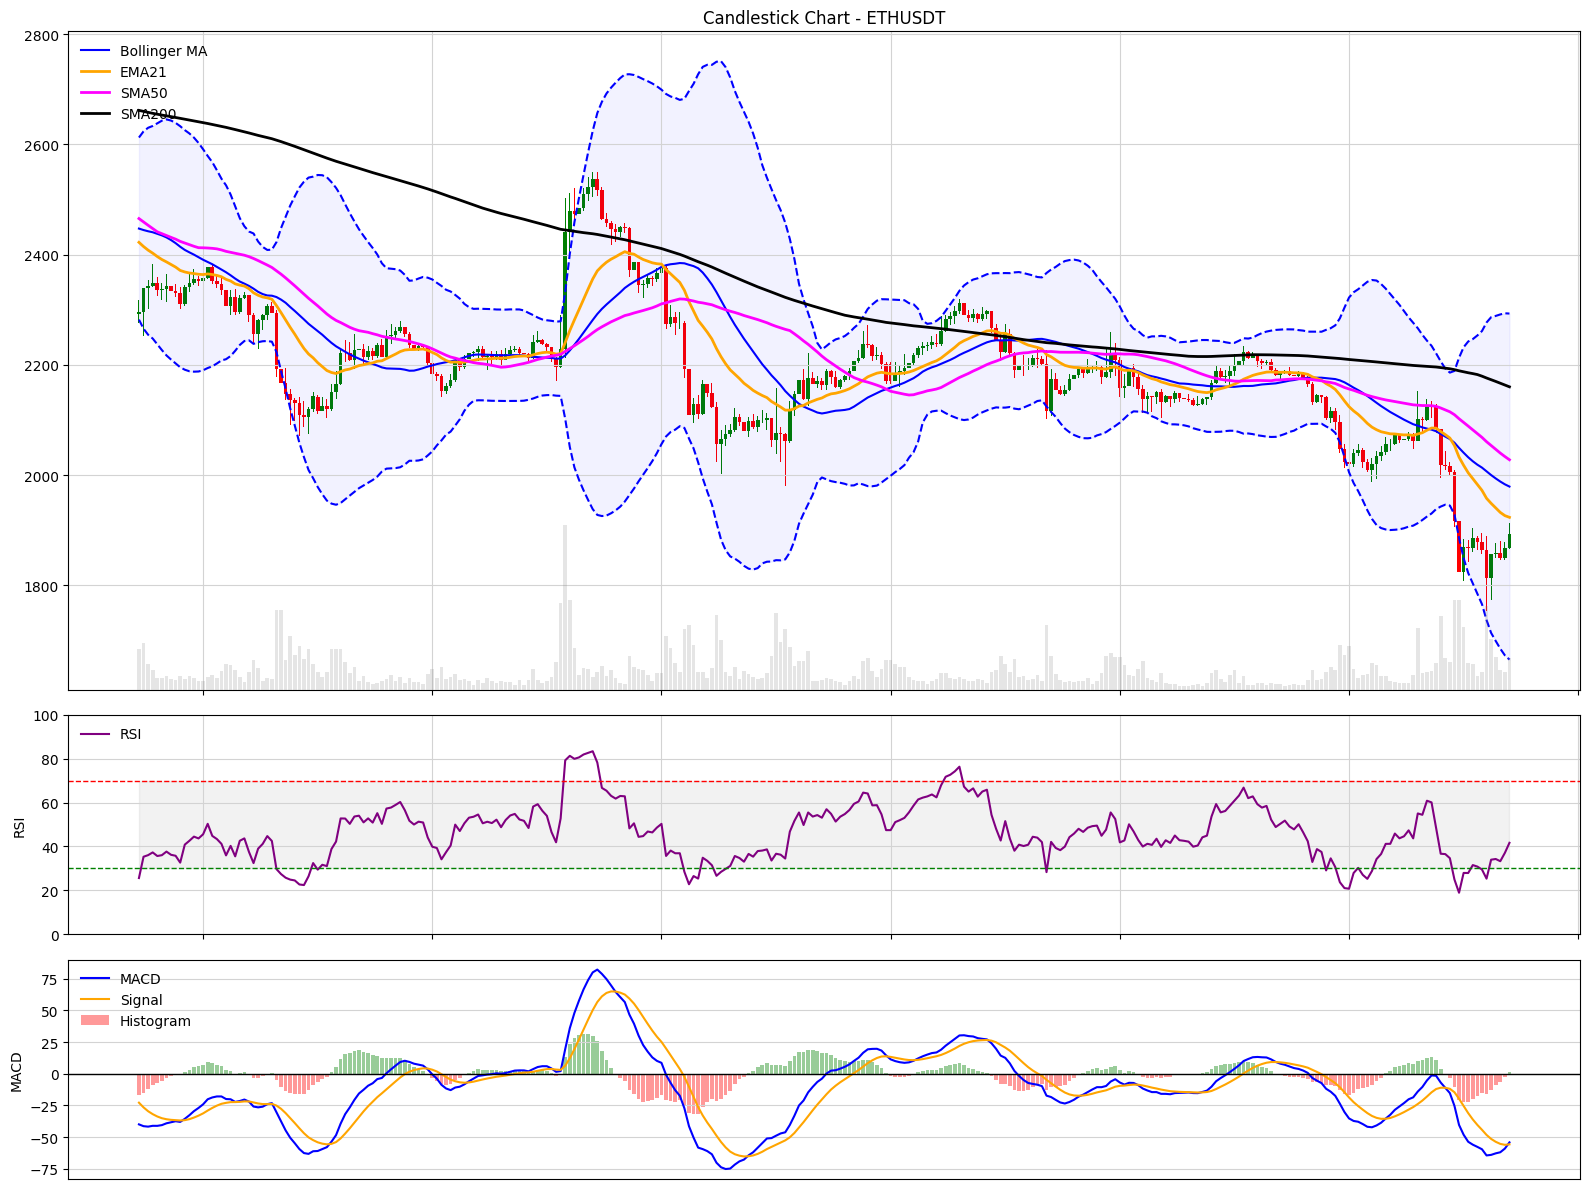 Candlestick Chart - ETHUSDT
Bollinger MA
EMA21
SMA50
SMA200
2800
2600
2400
2200
2000
1800
RSI
RSI
100
80
60
40
20
0
MACD
Signal
Histogram
MACD
75
50
25
0
−25
−50
−75